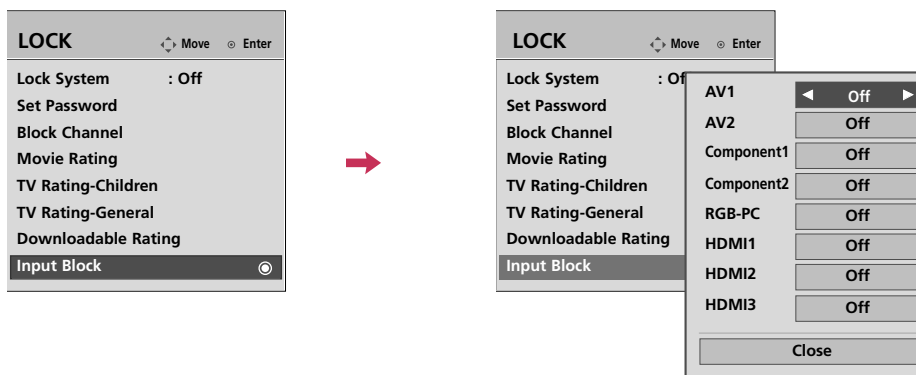 LOCK Move Enter
Lock System : Off
Set Password
Block Channel
Movie Rating
TV Rating-Children
TV Rating-General
Downloadable Rating
Input Block
LOCK Move Enter
Lock System : Of
Set Password
Block Channel
Movie Rating
TV Rating-Children
TV Rating-General
Downloadable Rating
Input Block
AV1 ◀ Off ▶
AV2 Off
Component1 Off
Component2 Off
RGB-PC Off
HDMI1 Off
HDMI2 Off
HDMI3 Off
Close